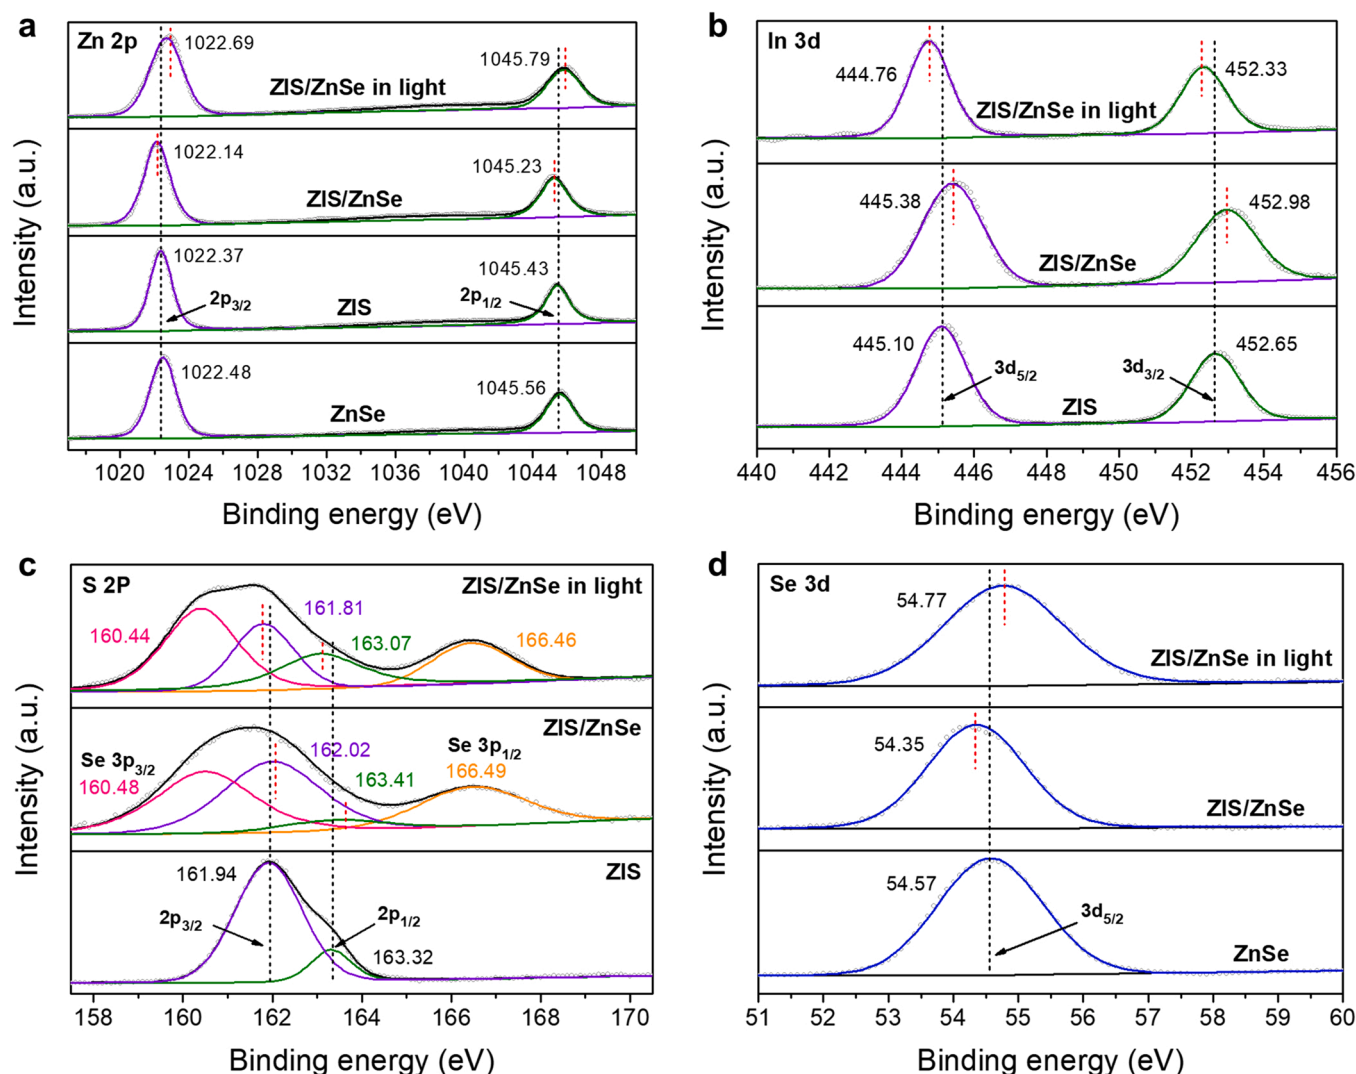 a
Zn 2p
1022.69
1045.79
ZIS/ZnSe in light
1022.14
1045.23
ZIS/ZnSe
1022.37
1045.43
2p3/2
2p1/2
ZIS
1022.48
1045.56
ZnSe
1020 1024 1028 1032 1036 1040 1044 1048
Binding energy (eV)
Intensity (a.u.)
b
In 3d
444.76
452.33
ZIS/ZnSe in light
445.38
452.98
ZIS/ZnSe
445.10
452.65
3d5/2
3d3/2
ZIS
440 442 444 446 448 450 452 454 456
Binding energy (eV)
Intensity (a.u.)
c
S 2P
ZIS/ZnSe in light
160.44
161.81
163.07
166.46
ZIS/ZnSe
Se 3p3/2
160.48
162.02
163.41
Se 3p1/2
166.49
ZIS
161.94
2p3/2
2p1/2
163.32
158 160 162 164 166 168 170
Binding energy (eV)
Intensity (a.u.)
d
Se 3d
54.77
ZIS/ZnSe in light
54.35
ZIS/ZnSe
54.57
3d5/2
ZnSe
51 52 53 54 55 56 57 58 59 60
Binding energy (eV)
Intensity (a.u.)